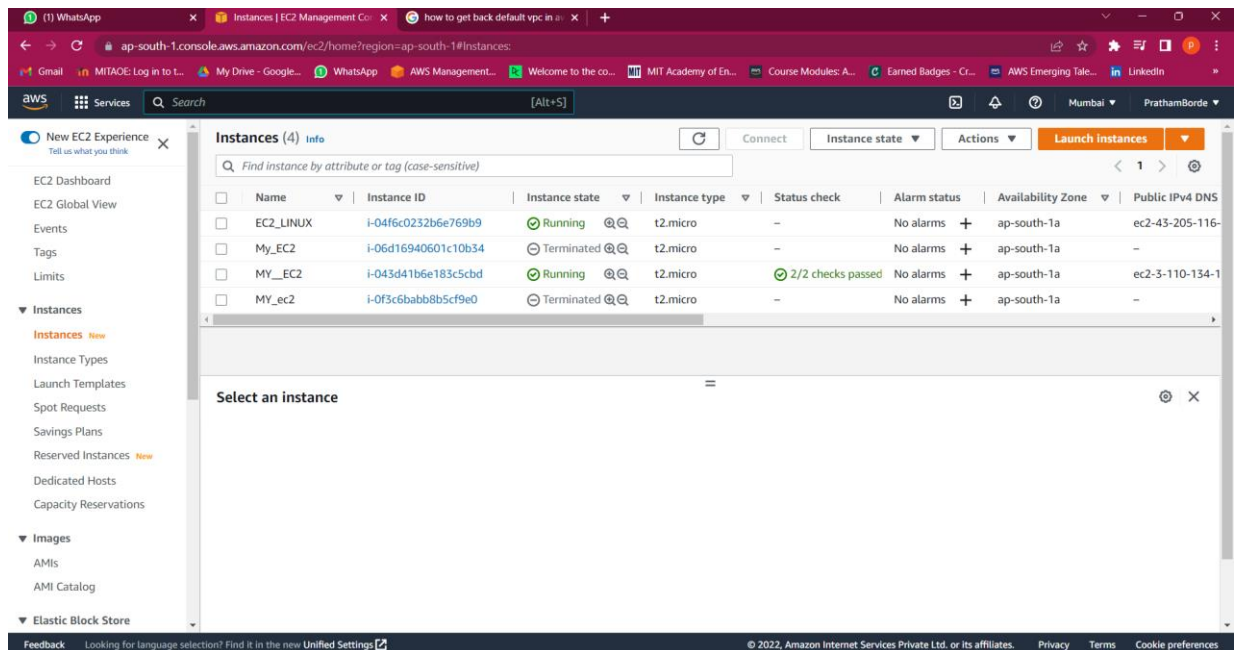 (1) WhatsApp
Instances | EC2 Management Co
how to get back default vpc in a
ap-south-1.console.aws.amazon.com/ec2/home?region=ap-south-1#Instances:
Gmail MITAOE: Log in to t... My Drive - Google... WhatsApp AWS Management... Welcome to the co... MIT Academy of En... Course Modules: A... Earned Badges - Cr... AWS Emerging Tale... LinkedIn »
aws Services Search [Alt+S] Mumbai PrathamBorde
New EC2 Experience
Tell us what you think
EC2 Dashboard
EC2 Global View
Events
Tags
Limits
Instances
Instances New
Instance Types
Launch Templates
Spot Requests
Savings Plans
Reserved Instances New
Dedicated Hosts
Capacity Reservations
Images
AMIs
AMI Catalog
Elastic Block Store
Instances (4) Info Connect Instance state Actions Launch instances
Find instance by attribute or tag (case-sensitive) 1
Name Instance ID Instance state Instance type Status check Alarm status Availability Zone Public IPv4 DNS
EC2_LINUX i-04f6c0232b6e769b9 Running t2.micro – No alarms + ap-south-1a ec2-43-205-116-
My_EC2 i-06d16940601c10b34 Terminated t2.micro – No alarms + ap-south-1a –
MY__EC2 i-043d41b6e183c5cbd Running t2.micro 2/2 checks passed No alarms + ap-south-1a ec2-3-110-134-1
MY_ec2 i-0f3c6babb8b5cf9e0 Terminated t2.micro – No alarms + ap-south-1a –
Select an instance
Feedback Looking for language selection? Find it in the new Unified Settings © 2022, Amazon Internet Services Private Ltd. or its affiliates. Privacy Terms Cookie preferences